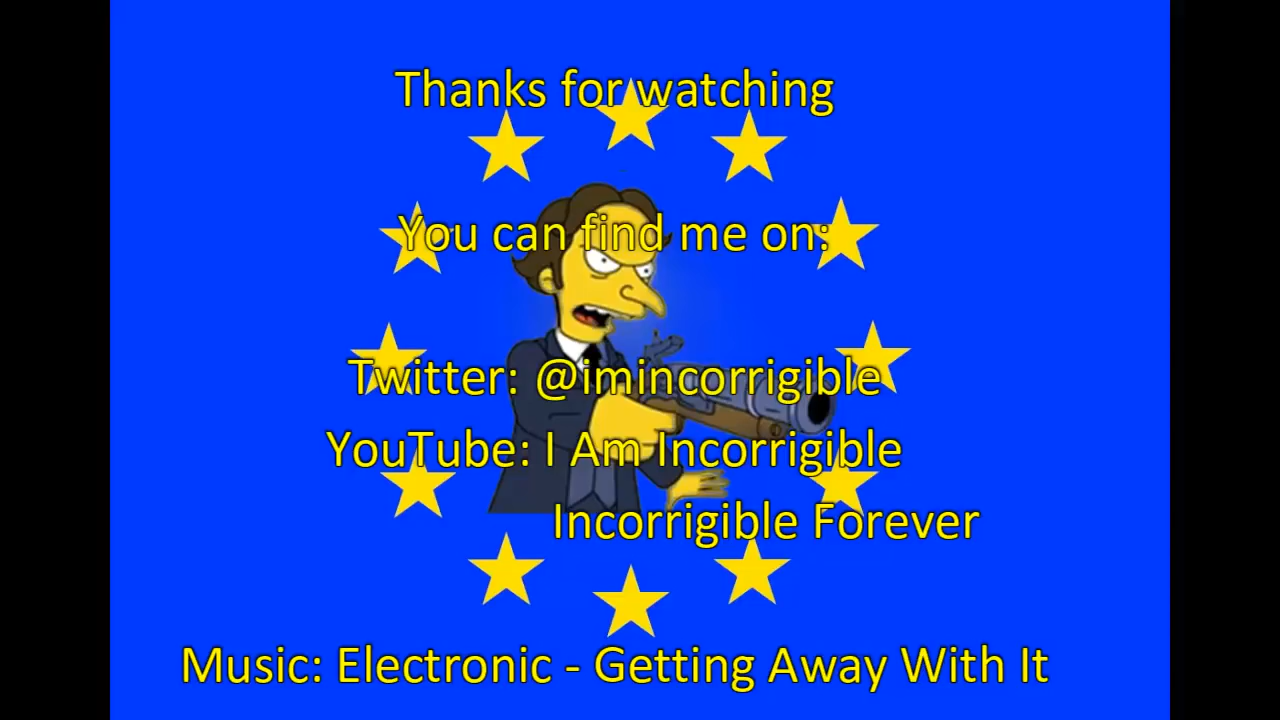 Thanks for watching
You can find me on:
Twitter: @imincorrigible
YouTube: I Am Incorrigible
Incorrigible Forever
Music: Electronic - Getting Away With It